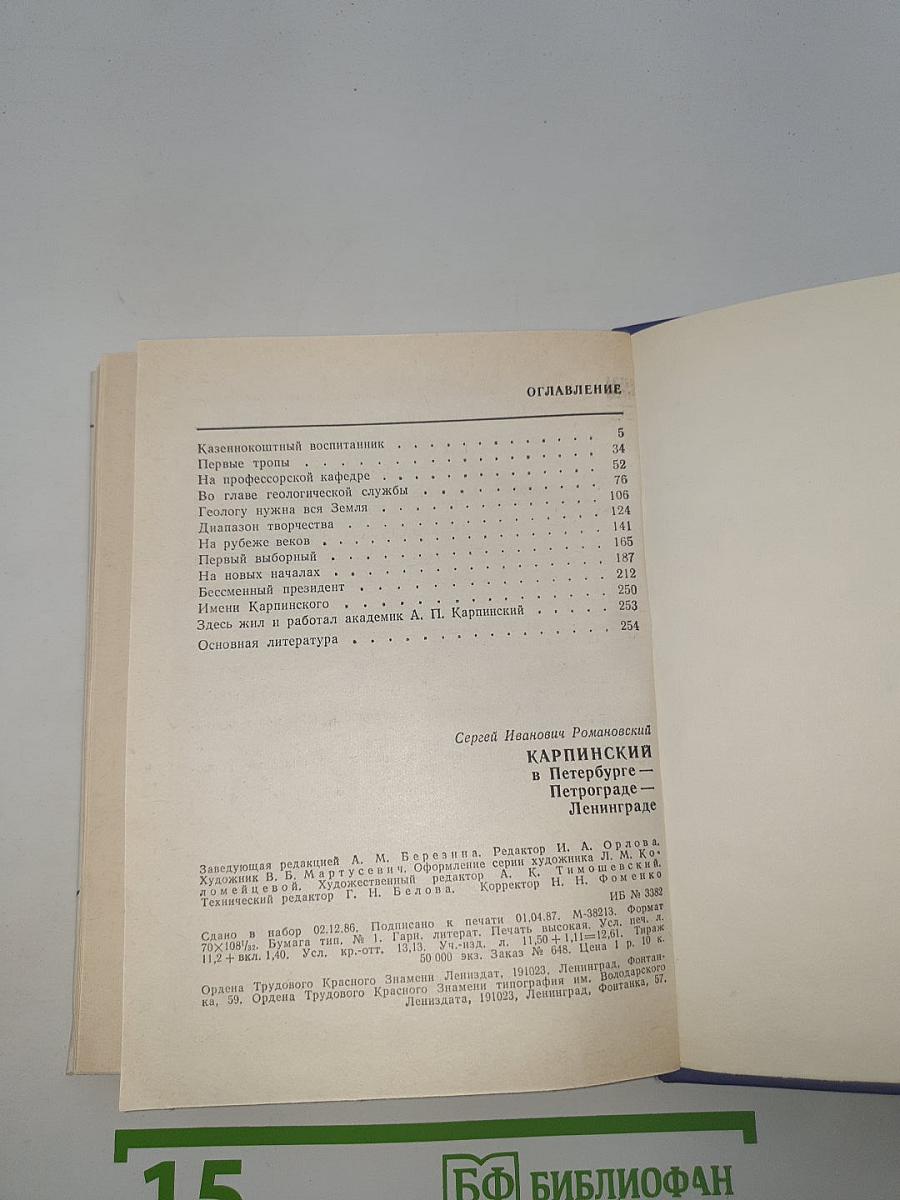 ОГЛАВЛЕНИЕ
Казеннокоштный воспитанник . . . . . . . . . . . . 5
Первые тропы . . . . . . . . . . . . . . . . . 34
На профессорской кафедре . . . . . . . . . . . . . 52
Во главе геологической службы . . . . . . . . . . . 76
Геологу нужна вся Земля . . . . . . . . . . . . . 106
Диапазон творчества . . . . . . . . . . . . . . 124
На рубеже веков . . . . . . . . . . . . . . . . 141
Первый выборный . . . . . . . . . . . . . . . 165
На новых началах . . . . . . . . . . . . . . . 187
Бессменный президент . . . . . . . . . . . . . . 212
Имени Карпинского . . . . . . . . . . . . . . . 250
Здесь жил и работал академик А. П. Карпинский . . . . . 253
Основная литература . . . . . . . . . . . . . . 254
Сергей Иванович Романовский
КАРПИНСКИЙ
в Петербурге —
Петрограде —
Ленинграде
Заведующая редакцией А. М. Березина. Редактор И. А. Орлова.
Художник В. Б. Мартусевич. Оформление серии художника Л. М. Ко-
ломейцевой. Художественный редактор А. К. Тимошевский.
Технический редактор Г. Н. Белова. Корректор Н. Н. Фоменко
ИБ № 3382
Сдано в набор 02.12.86. Подписано к печати 01.04.87. М-38213. Формат
70×108¹/₃₂. Бумага тип. № 1. Гарн. литерат. Печать высокая. Усл. печ. л.
11,2 + вкл. 1,40. Усл. кр.-отт. 13,13. Уч.-изд. л. 11,50 + 1,11=12,61. Тираж
50 000 экз. Заказ № 648. Цена 1 р. 10 к.
Ордена Трудового Красного Знамени Лениздат, 191023, Ленинград, Фонтан-
ка, 59. Ордена Трудового Красного Знамени типография им. Володарского
Лениздата, 191023, Ленинград, Фонтанка, 57.
15
БФ БИБЛИОФАН